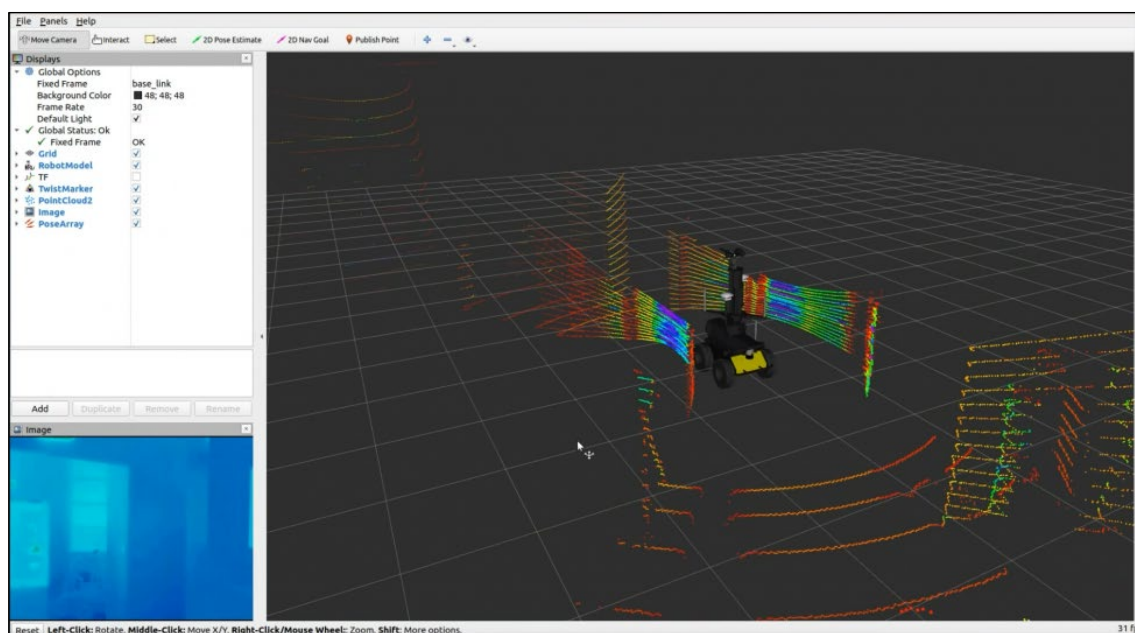 File Panels Help
Move Camera Interact Select 2D Pose Estimate 2D Nav Goal Publish Point
Displays
Global Options
Fixed Frame base_link
Background Color 48; 48; 48
Frame Rate 30
Default Light
Global Status: Ok
Fixed Frame OK
Grid
RobotModel
TF
TwistMarker
PointCloud2
Image
PoseArray
Add Duplicate Remove Rename
Image
Reset Left-Click: Rotate. Middle-Click: Move X/Y. Right-Click/Mouse Wheel:: Zoom. Shift: More options. 31 fp